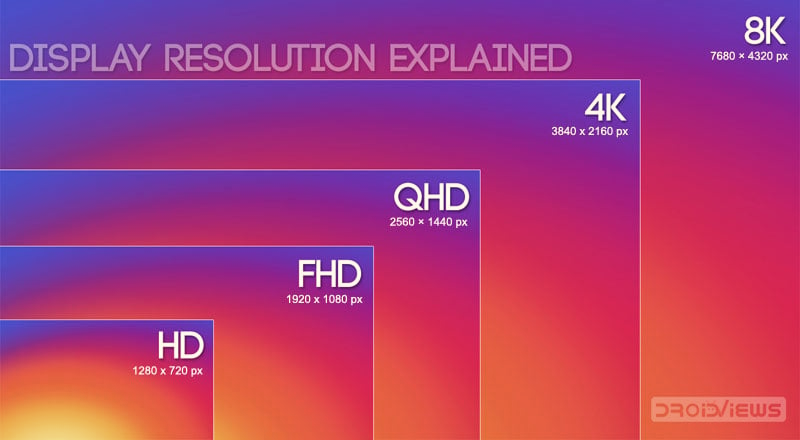 DISPLAY RESOLUTION EXPLAINED
8K
7680 × 4320 px
4K
3840 x 2160 px
QHD
2560 × 1440 px
FHD
1920 x 1080 px
HD
1280 x 720 px
DROIDVIEWS